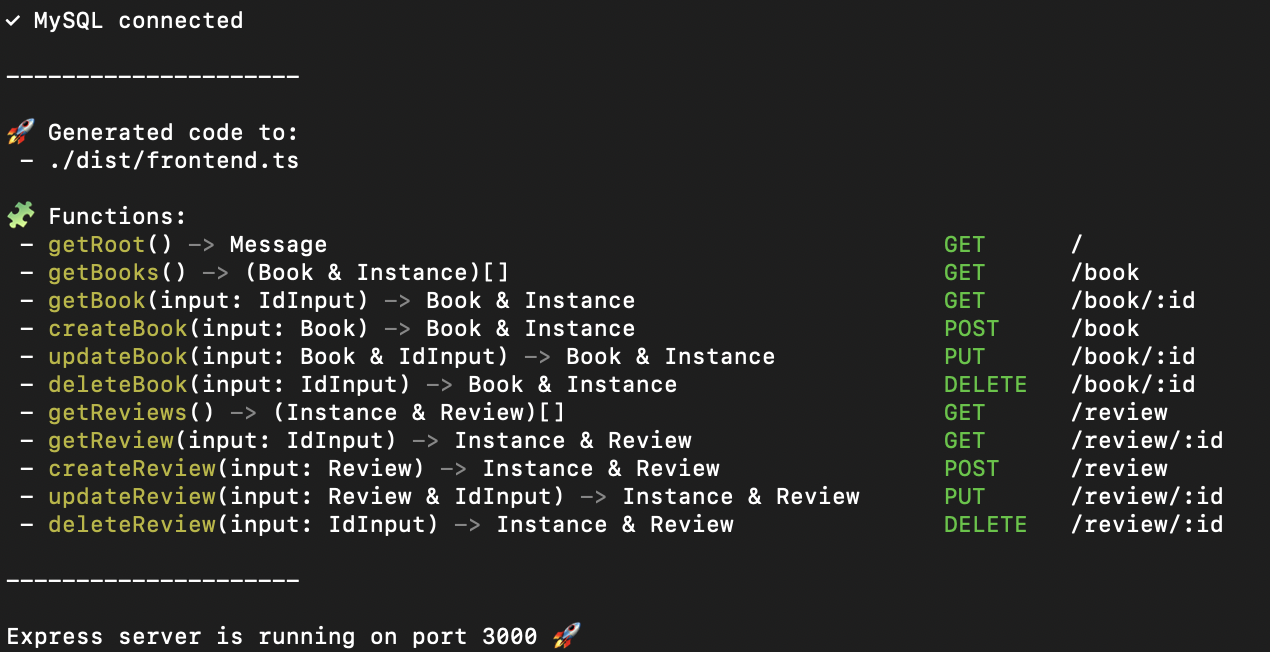 ✓ MySQL connected
---------------------
🚀 Generated code to:
 - ./dist/frontend.ts
🧩 Functions:
 - getRoot() -> Message GET /
 - getBooks() -> (Book & Instance)[] GET /book
 - getBook(input: IdInput) -> Book & Instance GET /book/:id
 - createBook(input: Book) -> Book & Instance POST /book
 - updateBook(input: Book & IdInput) -> Book & Instance PUT /book/:id
 - deleteBook(input: IdInput) -> Book & Instance DELETE /book/:id
 - getReviews() -> (Instance & Review)[] GET /review
 - getReview(input: IdInput) -> Instance & Review GET /review/:id
 - createReview(input: Review) -> Instance & Review POST /review
 - updateReview(input: Review & IdInput) -> Instance & Review PUT /review/:id
 - deleteReview(input: IdInput) -> Instance & Review DELETE /review/:id
---------------------
Express server is running on port 3000 🚀